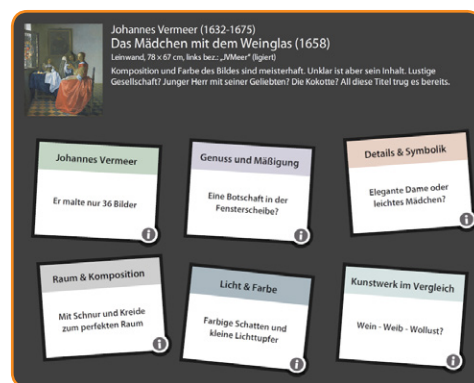 Johannes Vermeer (1632-1675)
Das Mädchen mit dem Weinglas (1658)
Leinwand, 78 × 67 cm, links bez.: „IVMeer“ (ligiert)
Komposition und Farbe des Bildes sind meisterhaft. Unklar ist aber sein Inhalt. Lustige
Gesellschaft? Junger Herr mit seiner Geliebten? Die Kokotte? All diese Titel trug es bereits.
Johannes Vermeer
Er malte nur 36 Bilder
Genuss und Mäßigung
Eine Botschaft in der
Fensterscheibe?
Details & Symbolik
Elegante Dame oder
leichtes Mädchen?
Raum & Komposition
Mit Schnur und Kreide
zum perfekten Raum
Licht & Farbe
Farbige Schatten und
kleine Lichttupfer
Kunstwerk im Vergleich
Wein - Weib - Wollust?